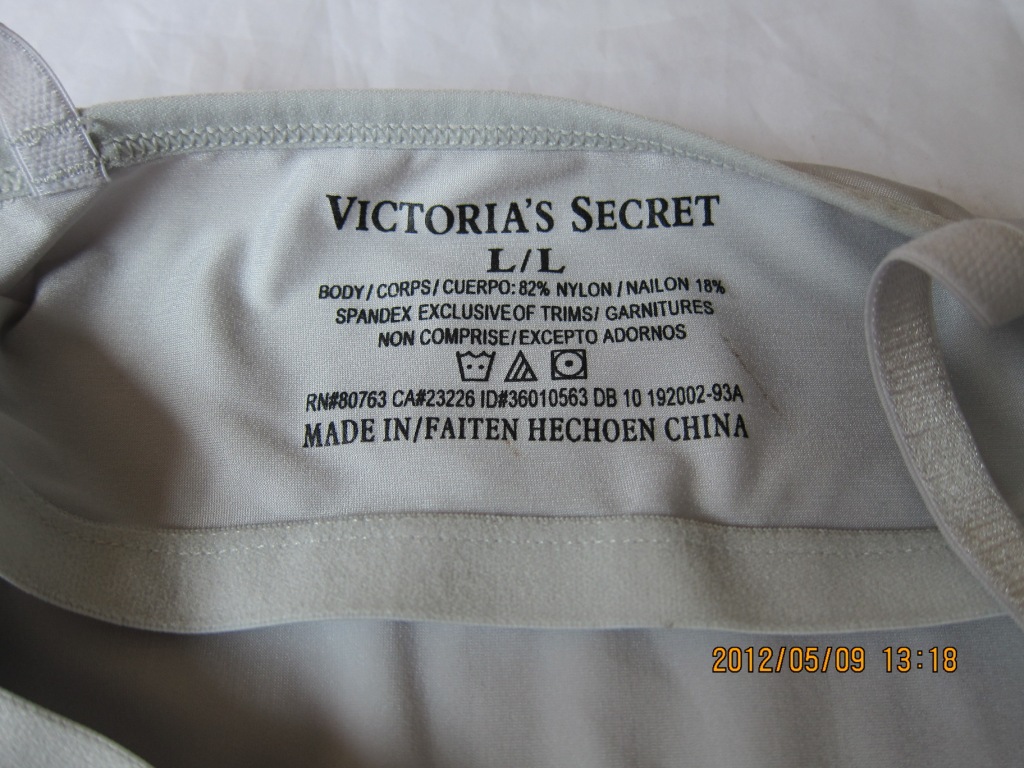 VICTORIA'S SECRET
L/L
BODY/CORPS/CUERPO: 82% NYLON/NAILON 18%
SPANDEX EXCLUSIVE OF TRIMS/ GARNITURES
NON COMPRISE/EXCEPTO ADORNOS
RN#80763 CA#23226 ID#36010563 DB 10 192002-93A
MADE IN/FAITEN HECHOEN CHINA
2012/05/09 13:18